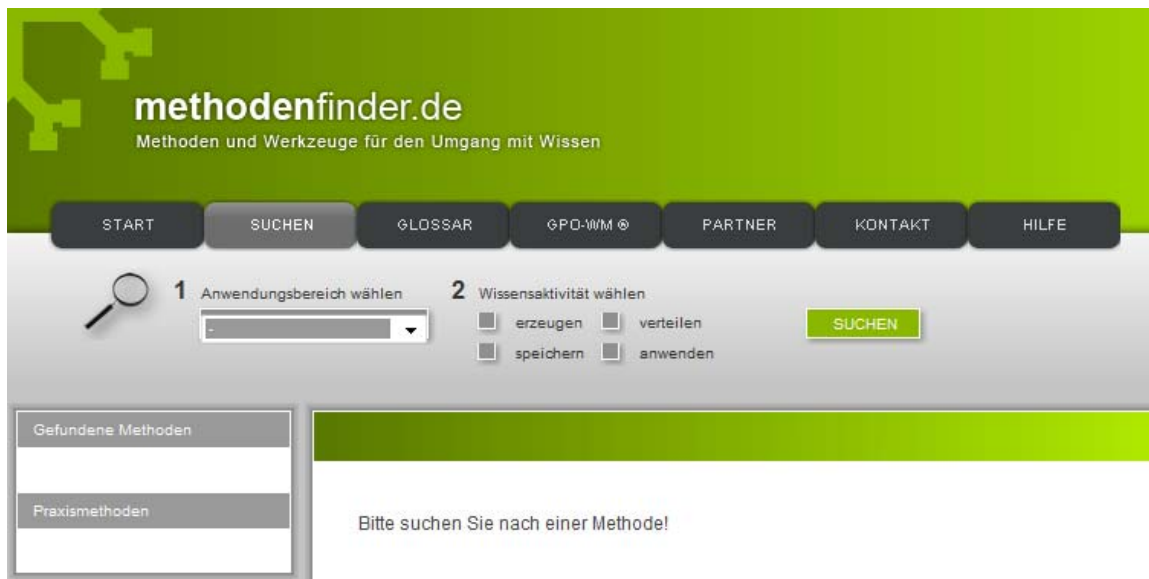 methodenfinder.de
Methoden und Werkzeuge für den Umgang mit Wissen
START SUCHEN GLOSSAR GPO-WM ® PARTNER KONTAKT HILFE
1 Anwendungsbereich wählen 2 Wissensaktivität wählen
- erzeugen verteilen SUCHEN
speichern anwenden
Gefundene Methoden
Praxismethoden
Bitte suchen Sie nach einer Methode!